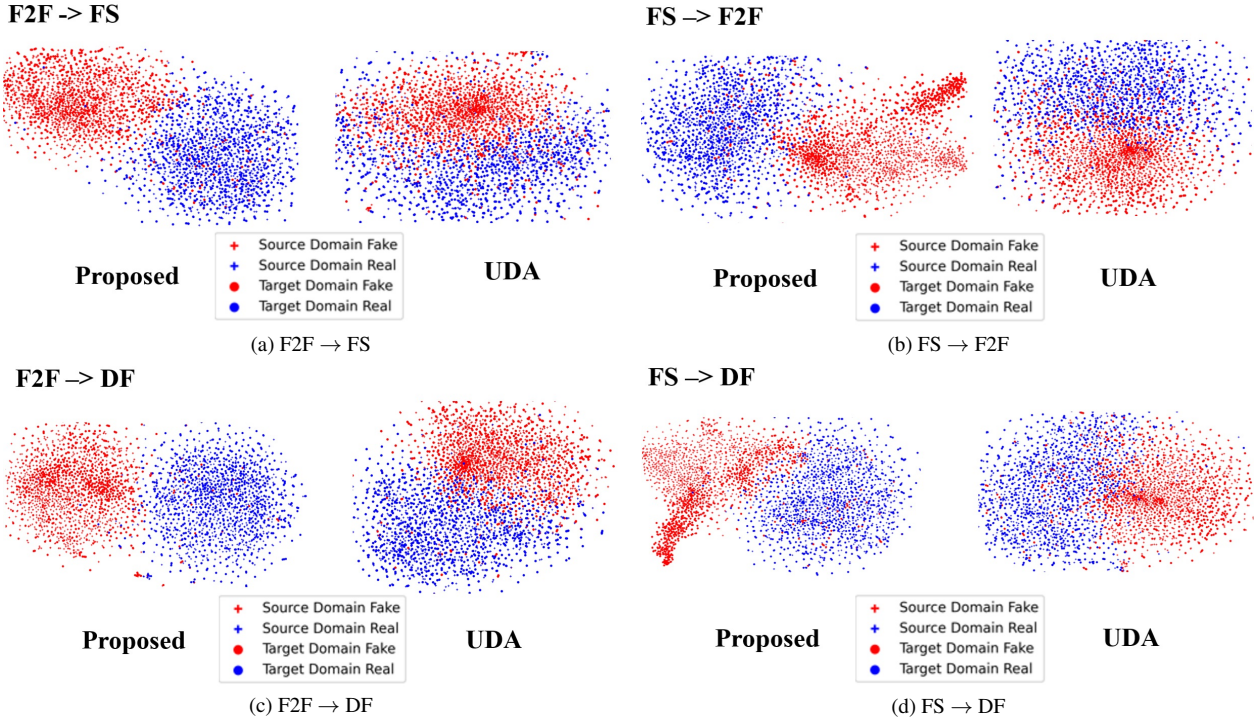 F2F -> FS
Proposed
+ Source Domain Fake
+ Source Domain Real
Target Domain Fake
Target Domain Real
UDA
(a) F2F → FS
FS –> F2F
Proposed
+ Source Domain Fake
+ Source Domain Real
Target Domain Fake
Target Domain Real
UDA
(b) FS → F2F
F2F –> DF
Proposed
+ Source Domain Fake
+ Source Domain Real
Target Domain Fake
Target Domain Real
UDA
(c) F2F → DF
FS –> DF
Proposed
+ Source Domain Fake
+ Source Domain Real
Target Domain Fake
Target Domain Real
UDA
(d) FS → DF